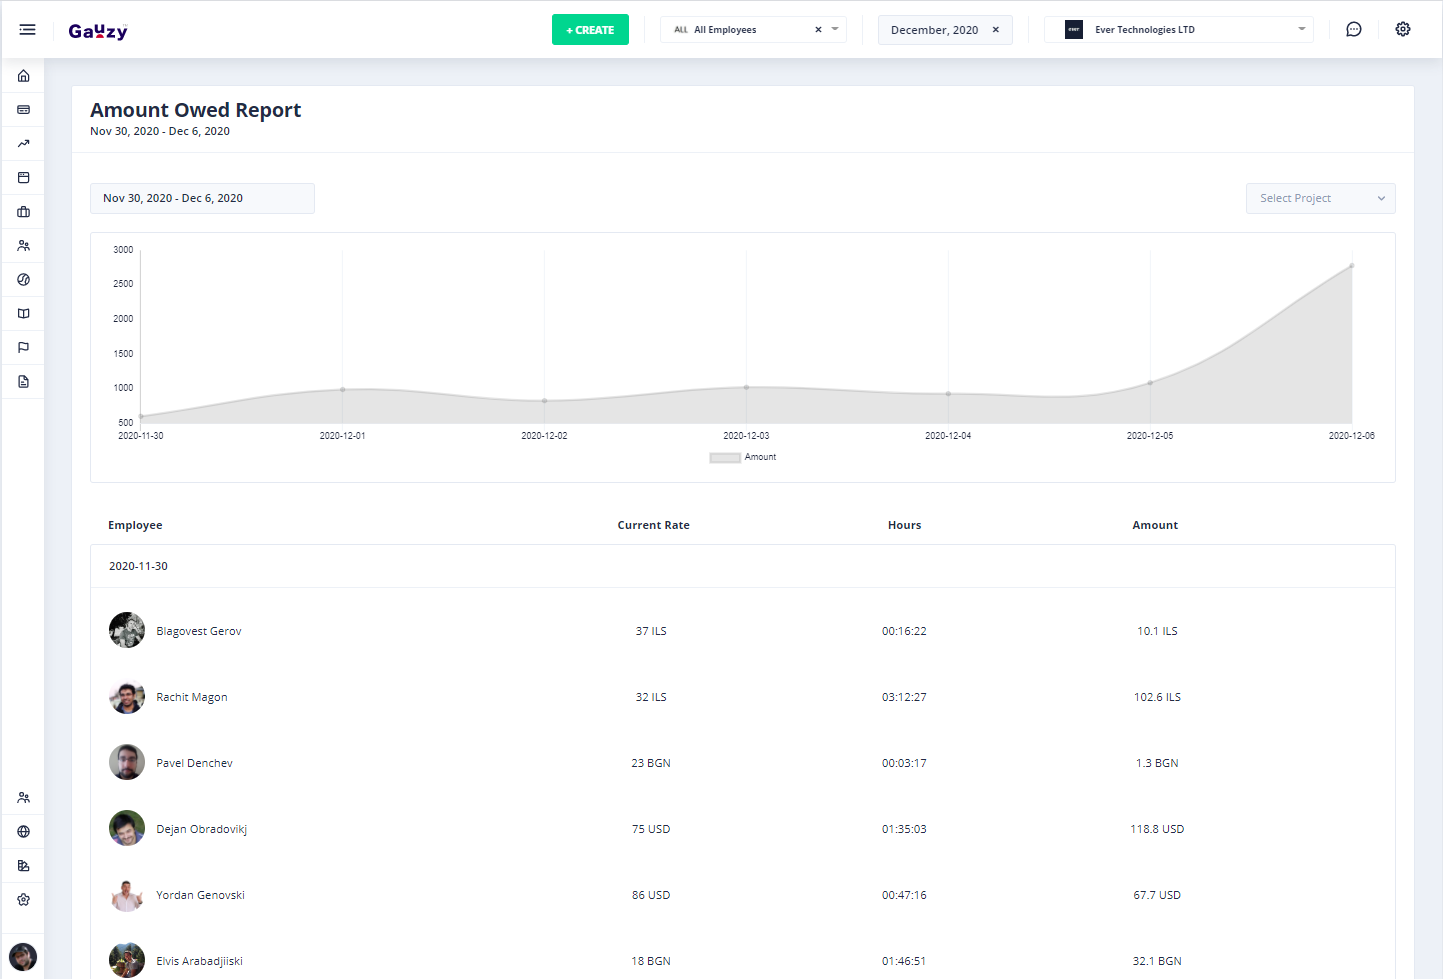 Gauzy
+ CREATE
ALL All Employees ×
December, 2020 ×
EVER Ever Technologies LTD
Amount Owed Report
Nov 30, 2020 - Dec 6, 2020
Nov 30, 2020 - Dec 6, 2020
Select Project
3000
2500
2000
1500
1000
500
2020-11-30 2020-12-01 2020-12-02 2020-12-03 2020-12-04 2020-12-05 2020-12-06
Amount
Employee Current Rate Hours Amount
2020-11-30
Blagovest Gerov 37 ILS 00:16:22 10.1 ILS
Rachit Magon 32 ILS 03:12:27 102.6 ILS
Pavel Denchev 23 BGN 00:03:17 1.3 BGN
Dejan Obradovikj 75 USD 01:35:03 118.8 USD
Yordan Genovski 86 USD 00:47:16 67.7 USD
Elvis Arabadjiiski 18 BGN 01:46:51 32.1 BGN